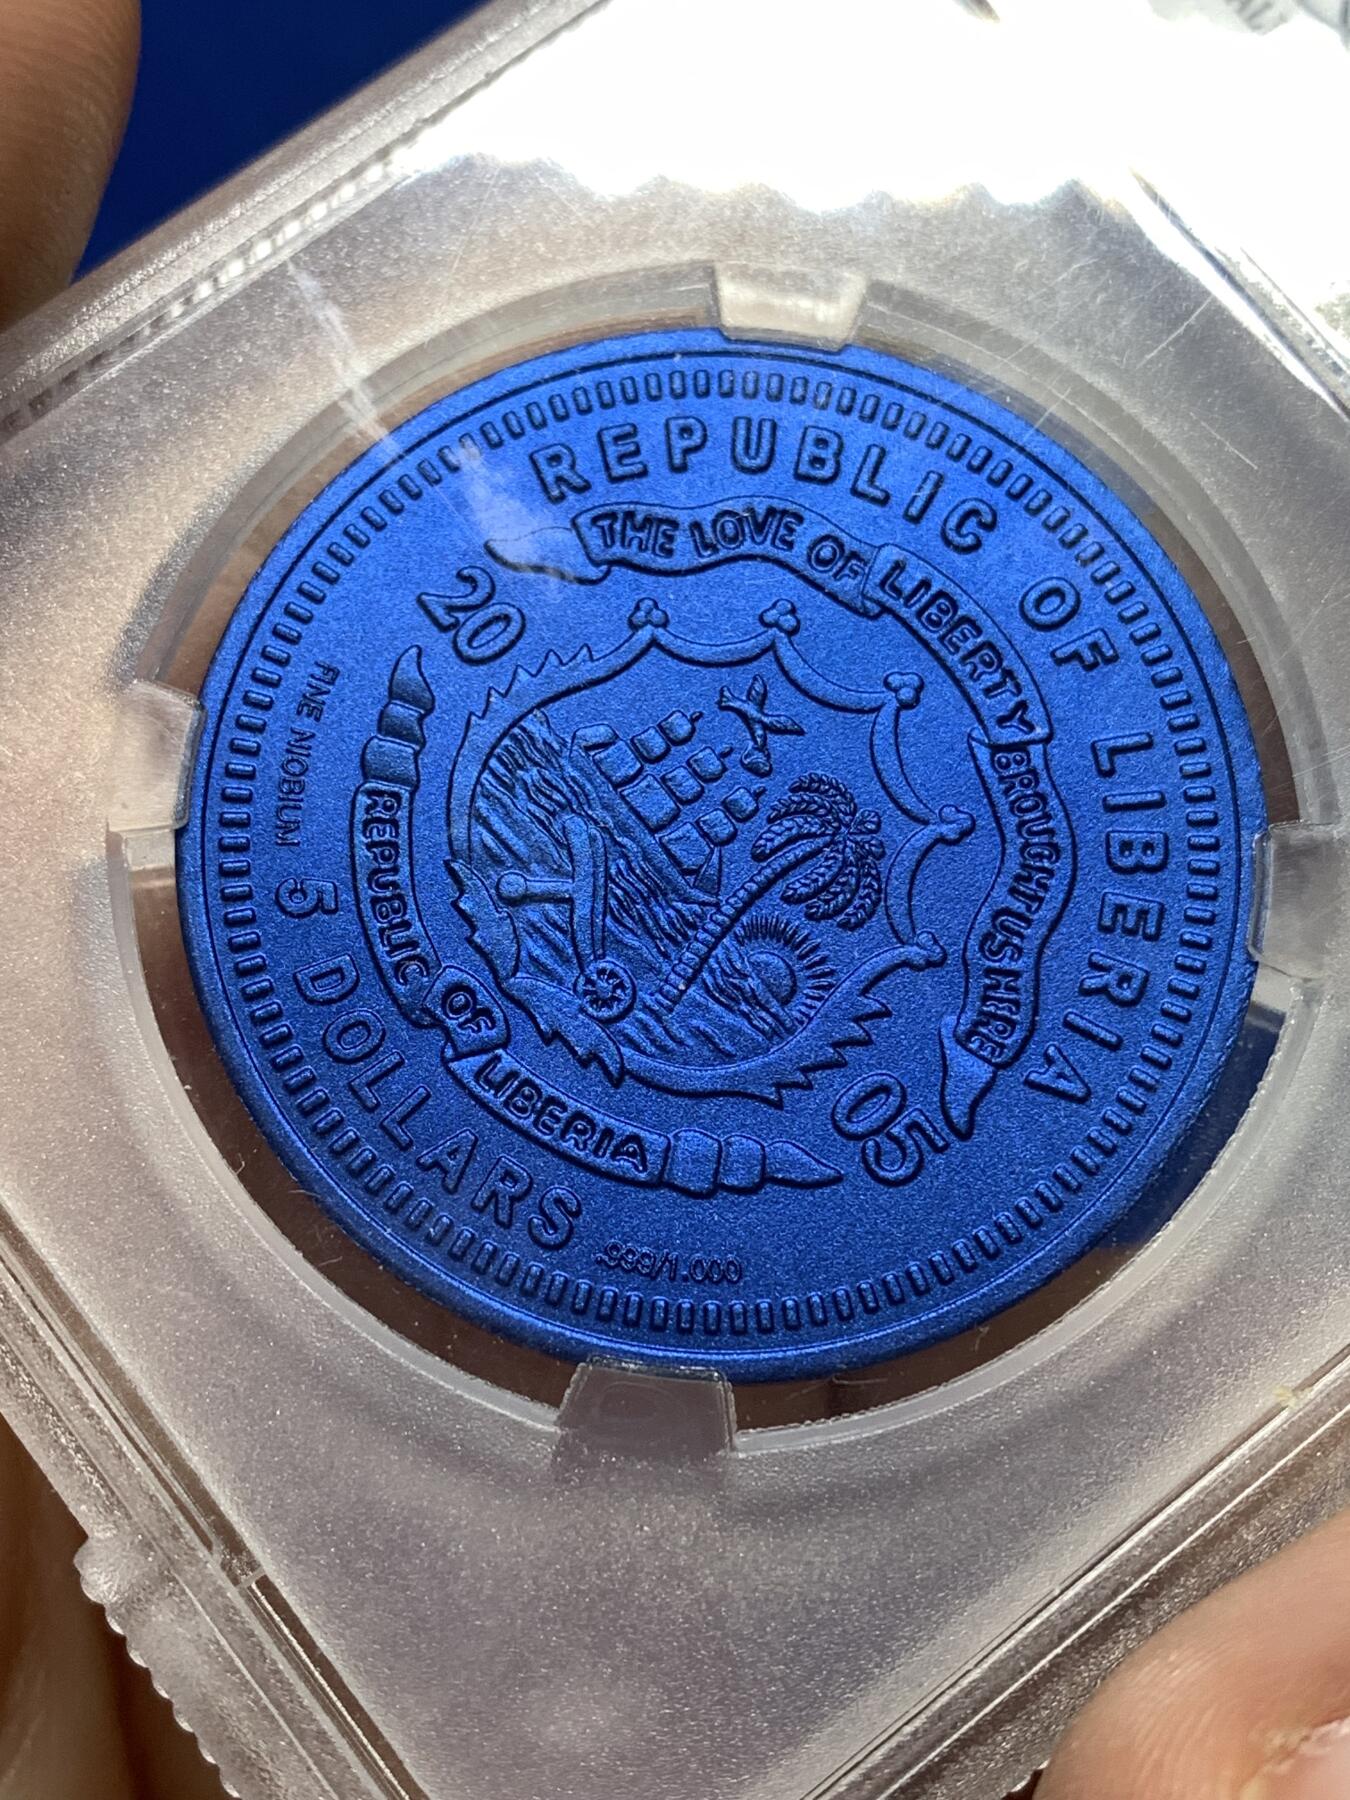 REPUBLIC OF LIBERIA
THE LOVE OF LIBERTY BROUGHT US HERE
20 05
REPUBLIC OF LIBERIA
FINE NIOBIUM
5 DOLLARS
.999/1.000